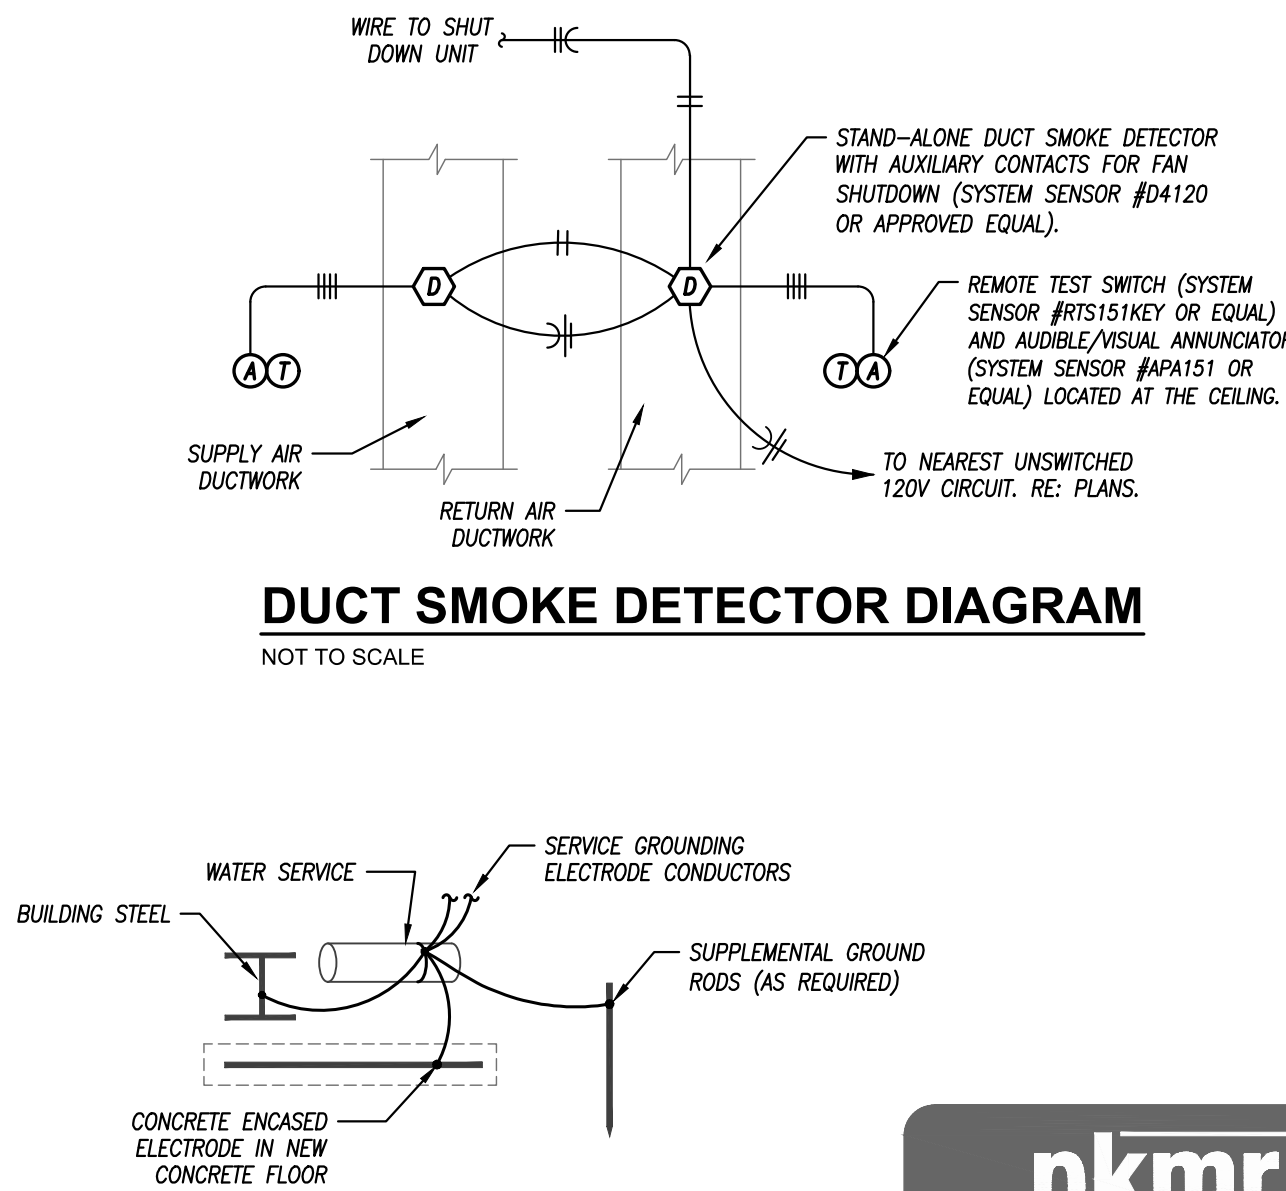 WIRE TO SHUT
DOWN UNIT
STAND-ALONE DUCT SMOKE DETECTOR
WITH AUXILIARY CONTACTS FOR FAN
SHUTDOWN (SYSTEM SENSOR #D4120
OR APPROVED EQUAL).
D
D
REMOTE TEST SWITCH (SYSTEM
SENSOR #RTS151KEY OR EQUAL)
AND AUDIBLE/VISUAL ANNUNCIATOR
(SYSTEM SENSOR #APA151 OR
EQUAL) LOCATED AT THE CEILING.
A T
T A
SUPPLY AIR
DUCTWORK
TO NEAREST UNSWITCHED
120V CIRCUIT. RE: PLANS.
RETURN AIR
DUCTWORK
DUCT SMOKE DETECTOR DIAGRAM
NOT TO SCALE
SERVICE GROUNDING
ELECTRODE CONDUCTORS
WATER SERVICE
BUILDING STEEL
SUPPLEMENTAL GROUND
RODS (AS REQUIRED)
CONCRETE ENCASED
ELECTRODE IN NEW
CONCRETE FLOOR
pkmr